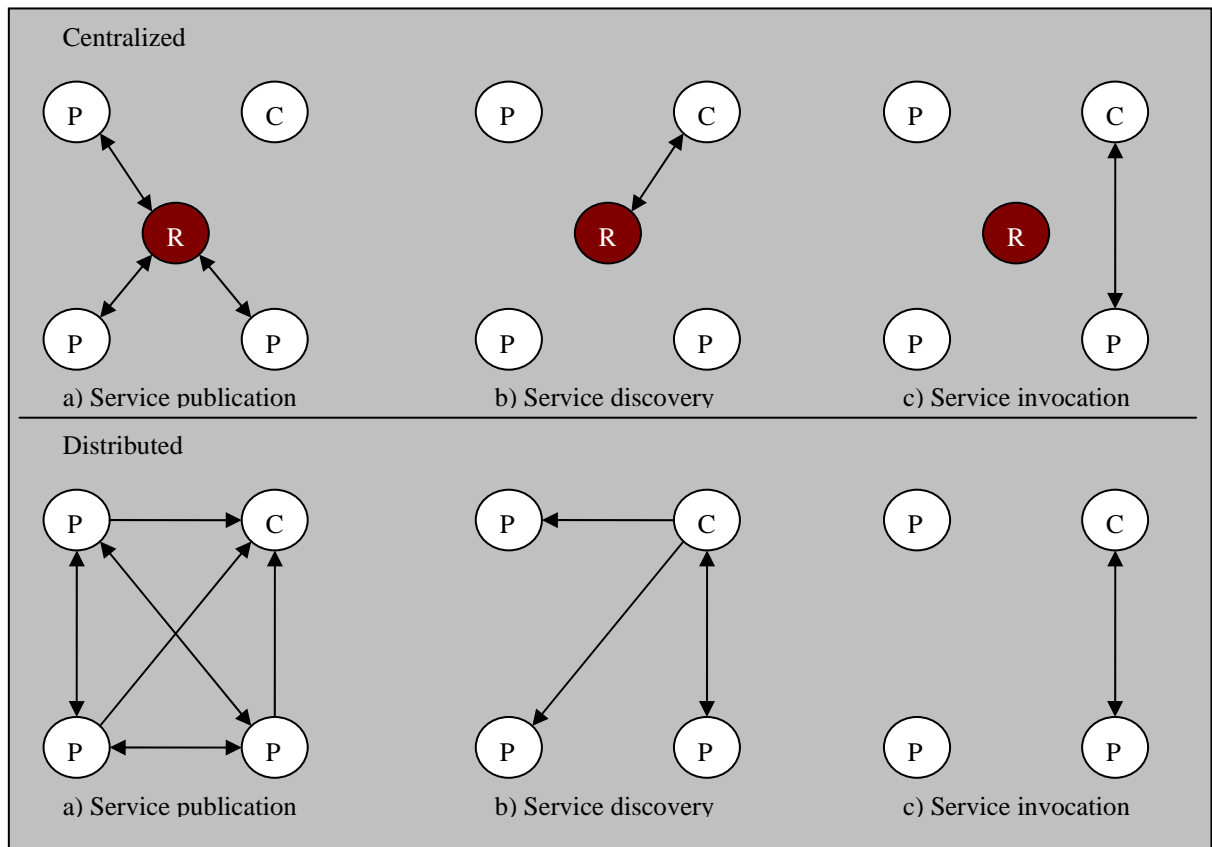 Centralized
P C P C P C
R R R
P P P P P P
a) Service publication b) Service discovery c) Service invocation
Distributed
P C P C P C
P P P P P P
a) Service publication b) Service discovery c) Service invocation